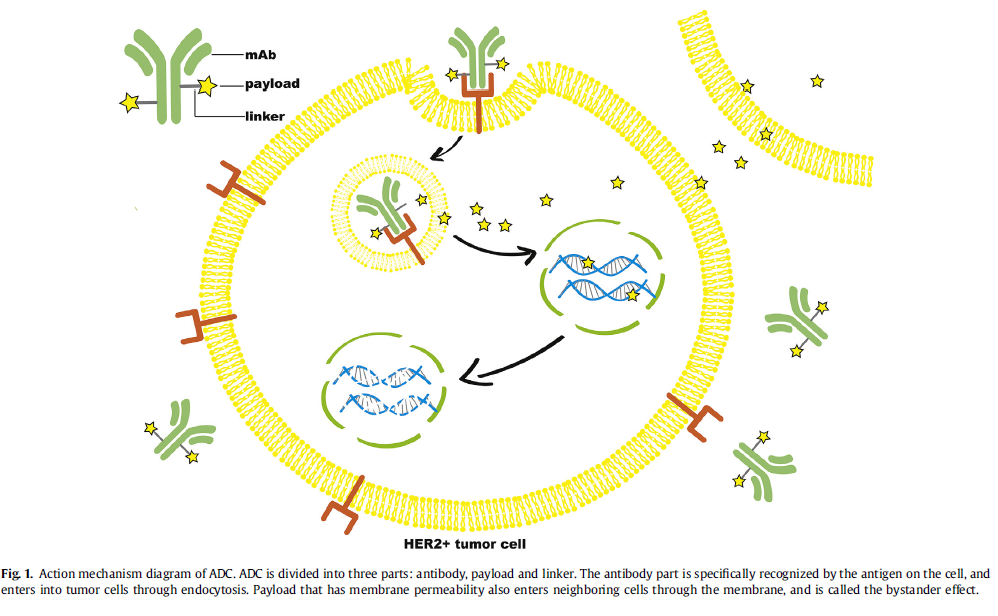 mAb
payload
linker
HER2+ tumor cell
Fig. 1. Action mechanism diagram of ADC. ADC is divided into three parts: antibody, payload and linker. The antibody part is specifically recognized by the antigen on the cell, and
enters into tumor cells through endocytosis. Payload that has membrane permeability also enters neighboring cells through the membrane, and is called the bystander effect.